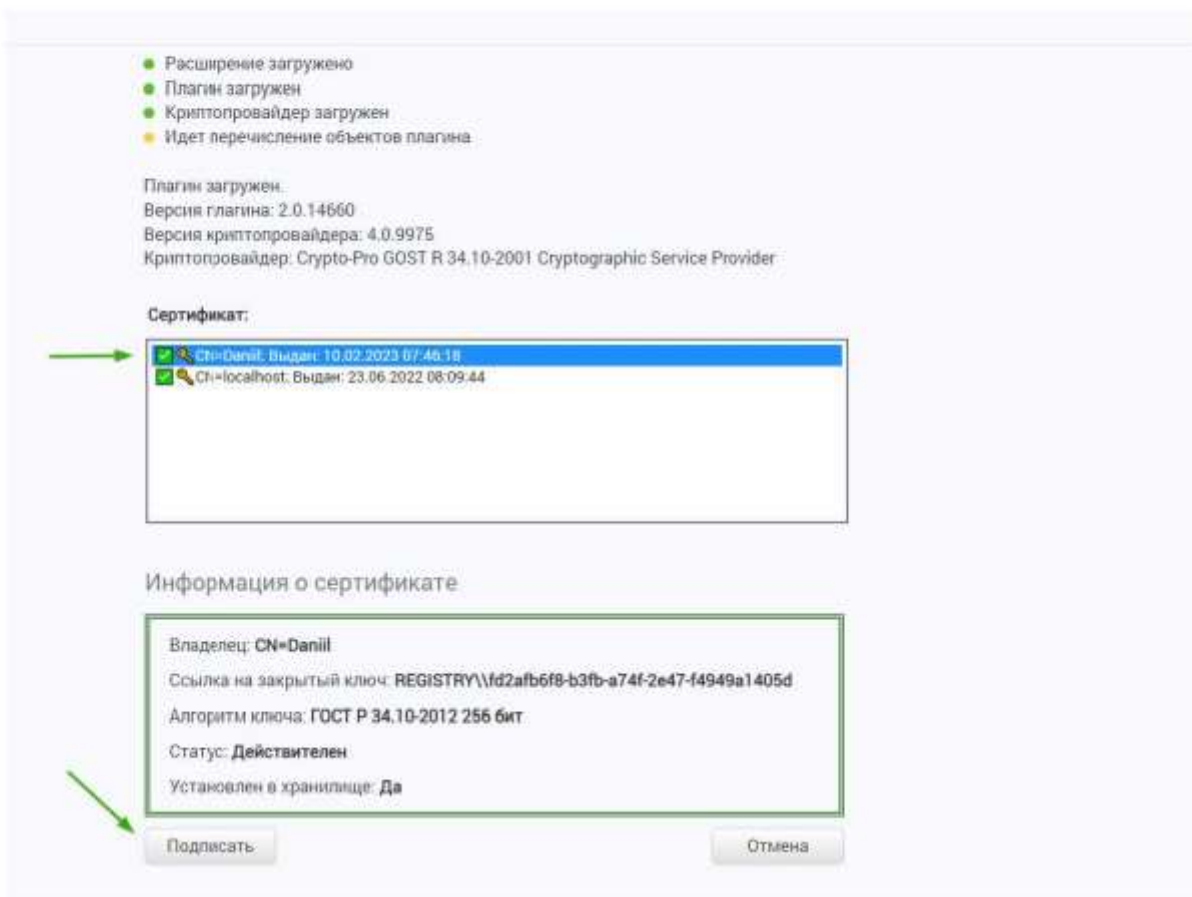 Расширение загружено
Плагин загружен
Криптопровайдер загружен
Идет перечисление объектов плагина
Плагин загружен.
Версия плагина: 2.0.14660
Версия криптопровайдера: 4.0.9975
Криптопровайдер: Crypto-Pro GOST R 34.10-2001 Cryptographic Service Provider
Сертификат:
CN=Daniil; Выдан: 10.02.2023 07:46:18
CN=localhost; Выдан: 23.06.2022 08:09:44
Информация о сертификате
Владелец: CN=Daniil
Ссылка на закрытый ключ: REGISTRY\\fd2afb6f8-b3fb-a74f-2e47-f4949a1405d
Алгоритм ключа: ГОСТ Р 34.10-2012 256 бит
Статус: Действителен
Установлен в хранилище: Да
Подписать Отмена